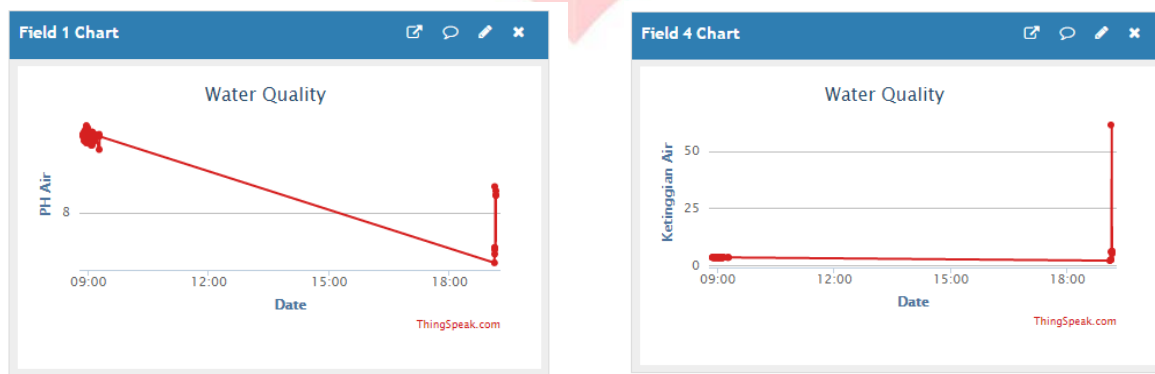 Field 1 Chart
Water Quality
PH Air
8
09:00 12:00 15:00 18:00
Date
ThingSpeak.com
Field 4 Chart
Water Quality
Ketinggian Air
50
25
0
09:00 12:00 15:00 18:00
Date
ThingSpeak.com